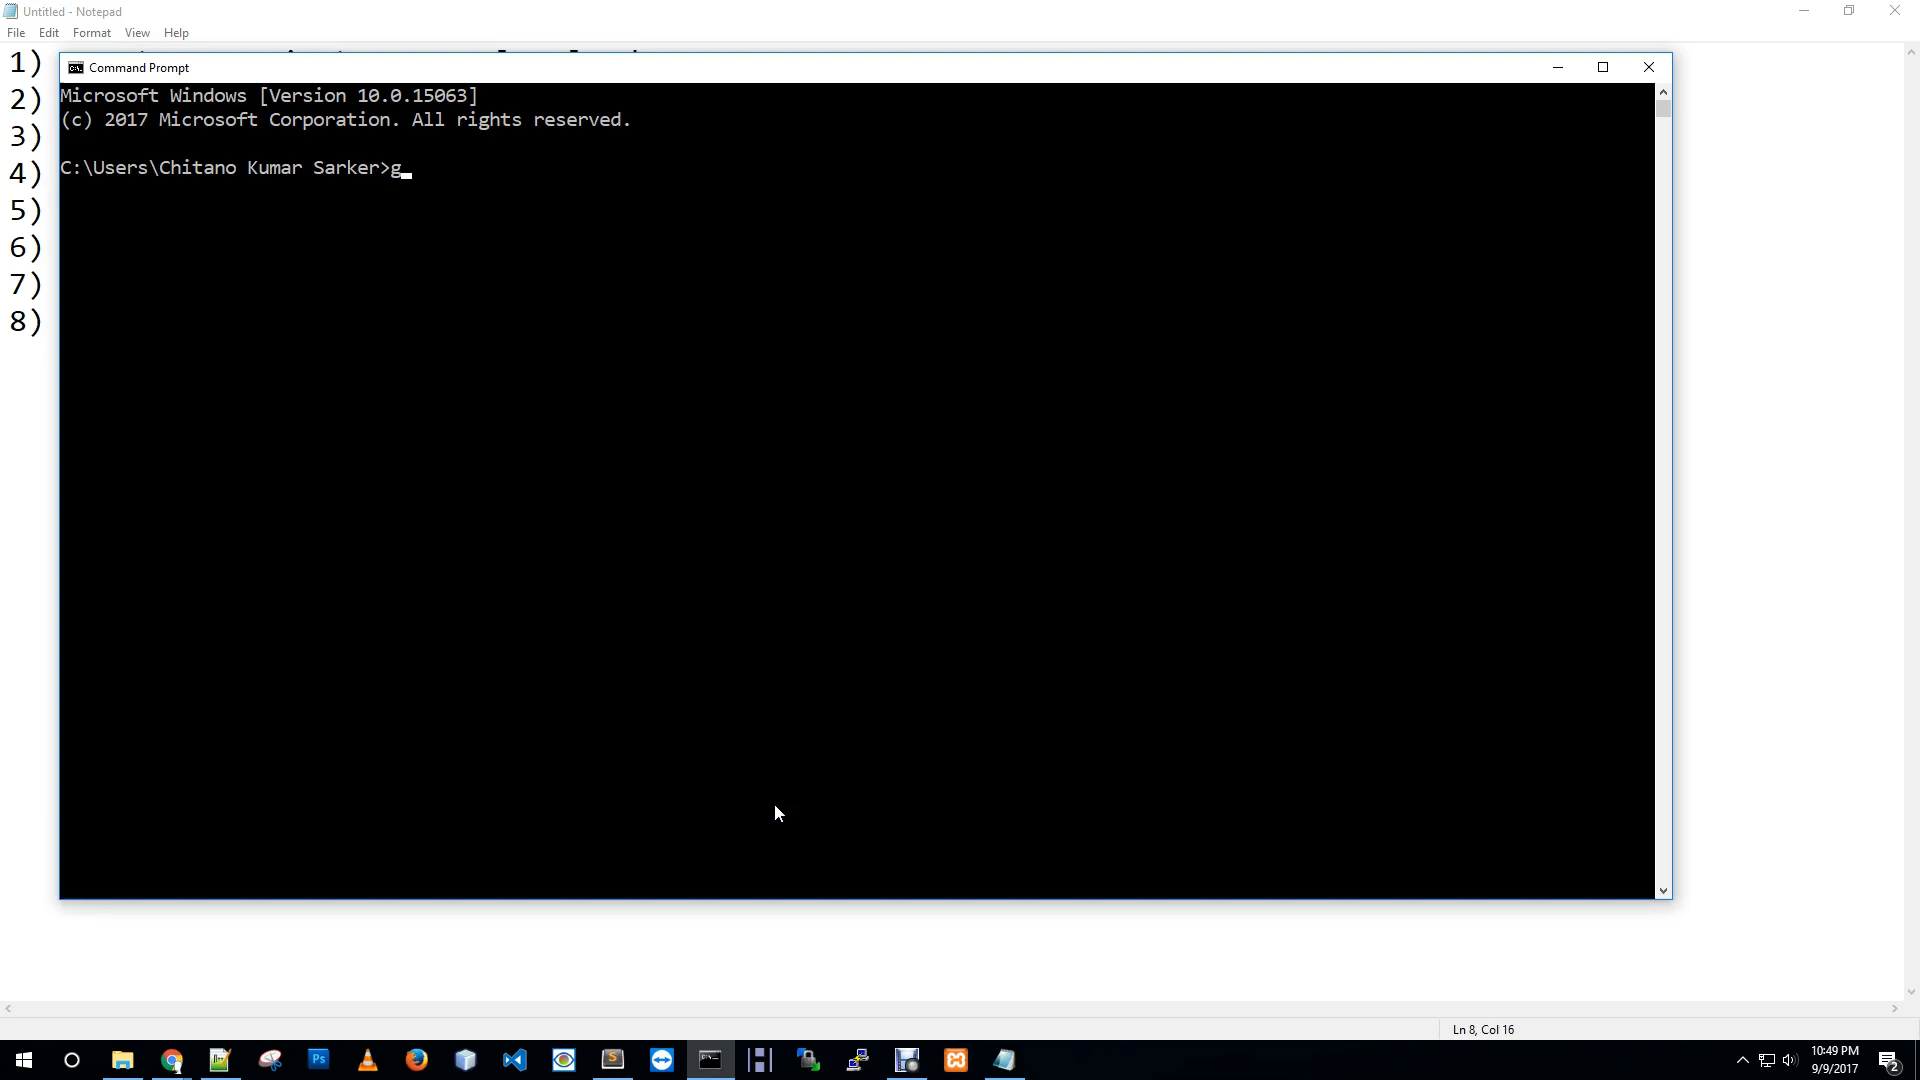 Untitled - Notepad
File Edit Format View Help
1)
2)
3)
4)
5)
6)
7)
8)
Command Prompt
Microsoft Windows [Version 10.0.15063]
(c) 2017 Microsoft Corporation. All rights reserved.
C:\Users\Chitano Kumar Sarker>g
Ln 8, Col 16
Ps
10:49 PM
9/9/2017
2